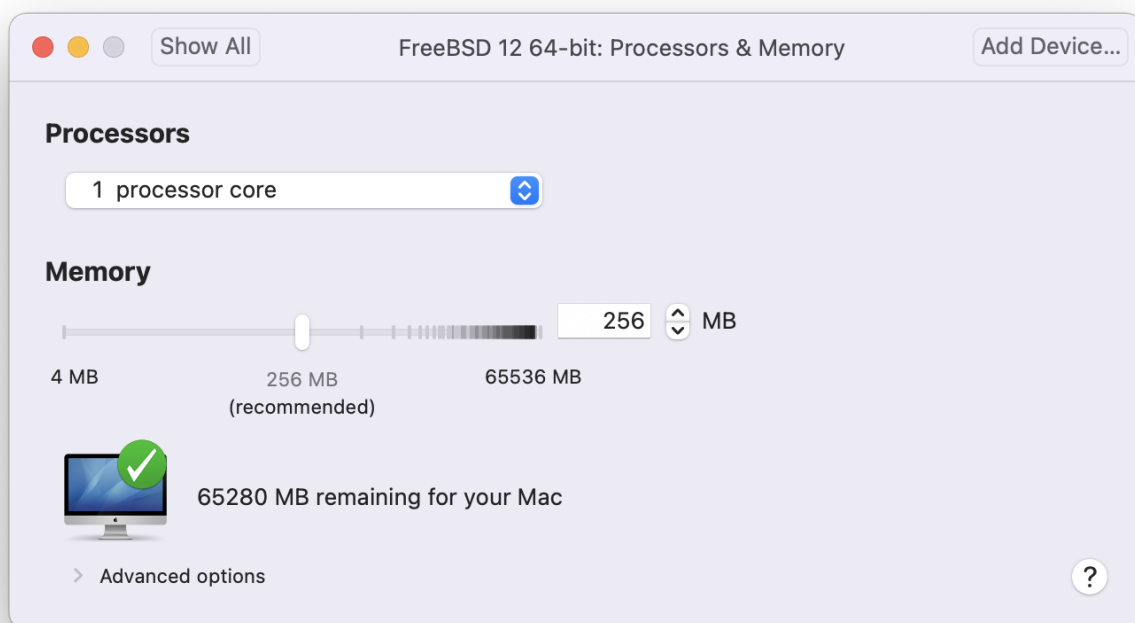 Show All FreeBSD 12 64-bit: Processors & Memory Add Device...
Processors
1 processor core
Memory
256 MB
4 MB 256 MB 65536 MB
(recommended)
65280 MB remaining for your Mac
Advanced options ?